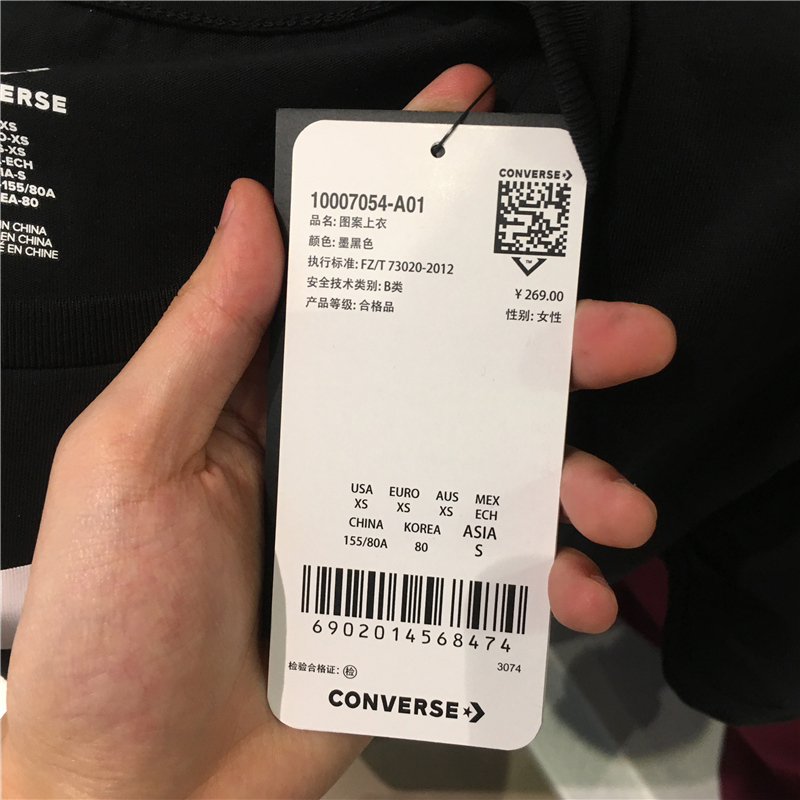 ERSE
XS
O-XS
S-XS
-ECH
IA-S
-155/80A
EA-80
IN CHINA
EN CHINA
É EN CHINE
CONVERSE
10007054-A01
品名: 图案上衣
颜色: 墨黑色
执行标准: FZ/T 73020-2012
安全技术类别: B类
产品等级: 合格品
TM
¥ 269.00
性别: 女性
USA EURO AUS MEX
XS XS XS ECH
CHINA KOREA ASIA
155/80A 80 S
6902014568474
检验合格证: 检
3074
CONVERSE